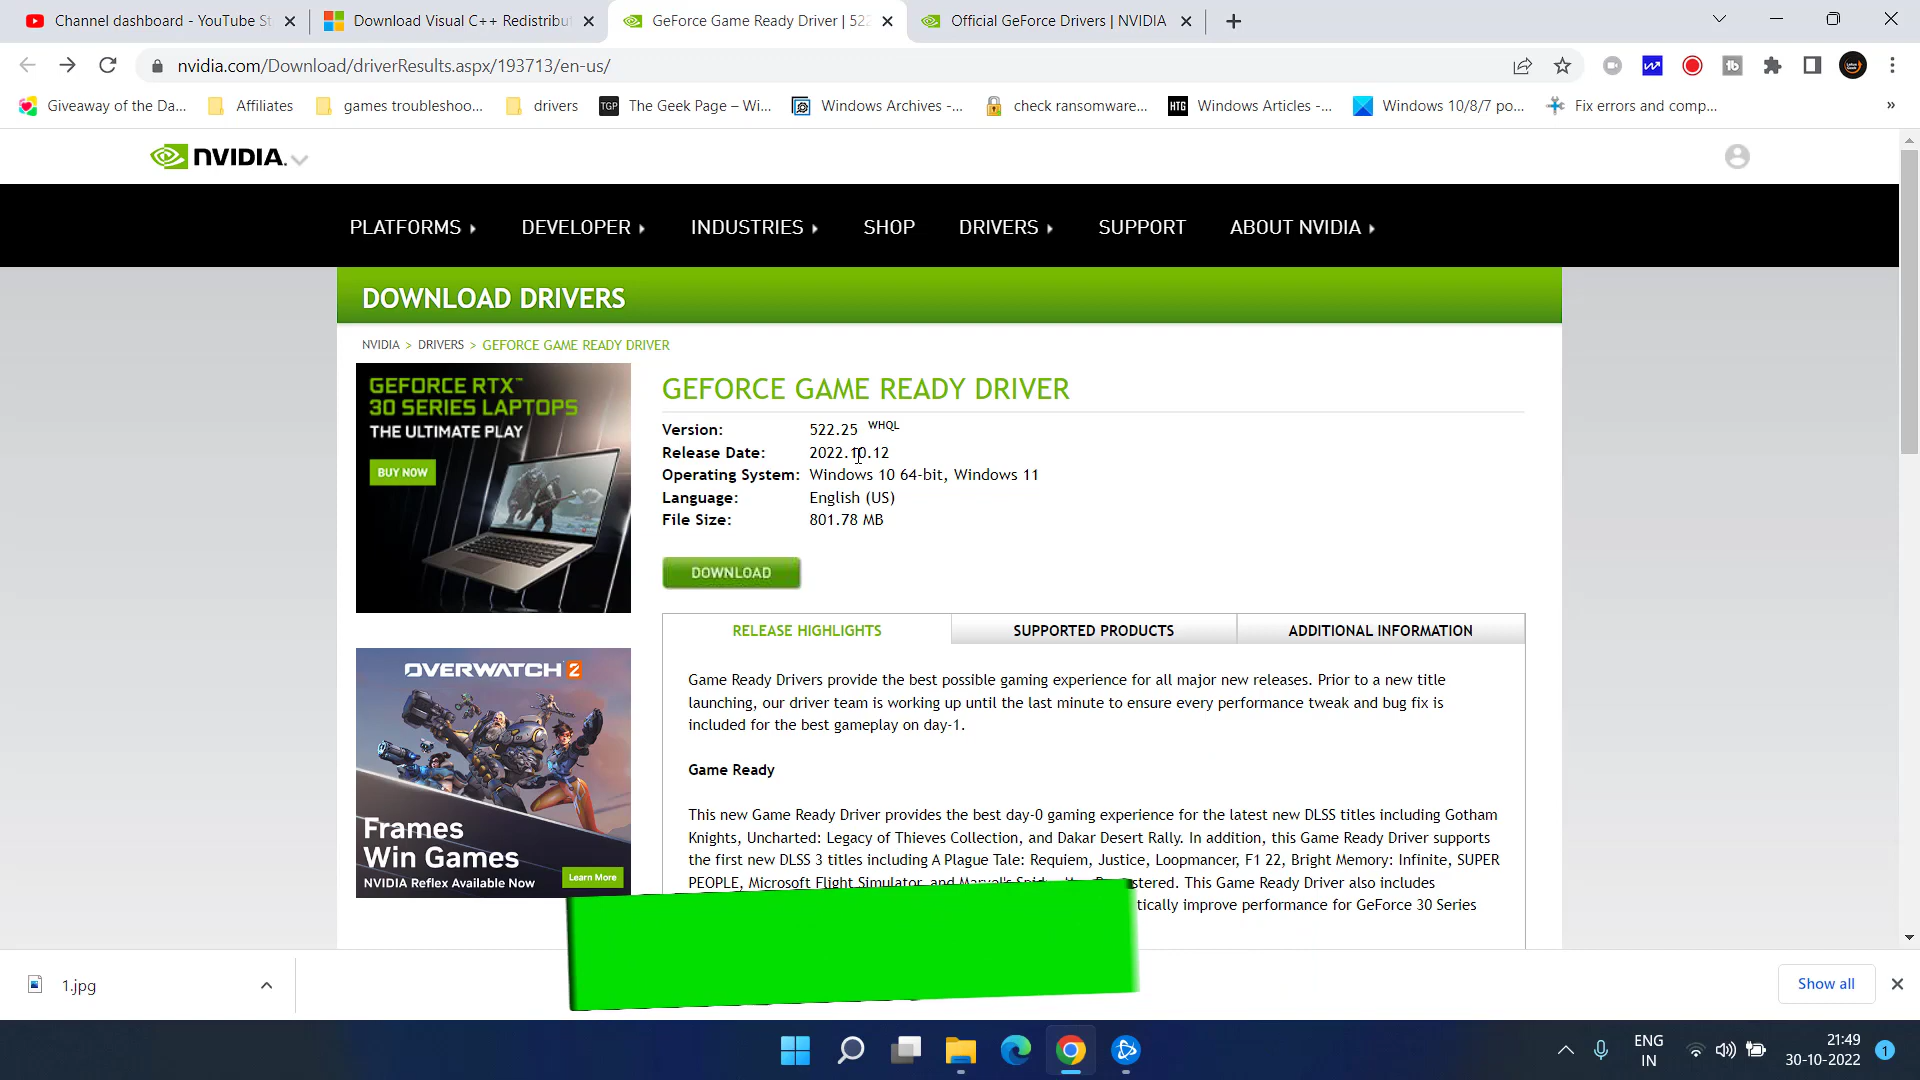 Channel dashboard - YouTube St
Download Visual C++ Redistribut
GeForce Game Ready Driver | 522
Official GeForce Drivers | NVIDIA
nvidia.com/Download/driverResults.aspx/193713/en-us/
Giveaway of the Da...
Affiliates
games troubleshoo...
drivers
TGP
The Geek Page – Wi...
Windows Archives -...
check ransomware...
HTG
Windows Articles -...
Windows 10/8/7 po...
Fix errors and comp...
»
NVIDIA.
PLATFORMS
DEVELOPER
INDUSTRIES
SHOP
DRIVERS
SUPPORT
ABOUT NVIDIA
DOWNLOAD DRIVERS
NVIDIA > DRIVERS > GEFORCE GAME READY DRIVER
GEFORCE RTX™
30 SERIES LAPTOPS
THE ULTIMATE PLAY
BUY NOW
GEFORCE GAME READY DRIVER
Version: 522.25 WHQL
Release Date: 2022.10.12
Operating System: Windows 10 64-bit, Windows 11
Language: English (US)
File Size: 801.78 MB
DOWNLOAD
RELEASE HIGHLIGHTS
SUPPORTED PRODUCTS
ADDITIONAL INFORMATION
OVERWATCH 2
Frames
Win Games
NVIDIA Reflex Available Now
Learn More
Game Ready Drivers provide the best possible gaming experience for all major new releases. Prior to a new title
launching, our driver team is working up until the last minute to ensure every performance tweak and bug fix is
included for the best gameplay on day-1.
Game Ready
This new Game Ready Driver provides the best day-0 gaming experience for the latest new DLSS titles including Gotham
Knights, Uncharted: Legacy of Thieves Collection, and Dakar Desert Rally. In addition, this Game Ready Driver supports
the first new DLSS 3 titles including A Plague Tale: Requiem, Justice, Loopmancer, F1 22, Bright Memory: Infinite, SUPER
PEOPLE, Microsoft Flight Simulator, and Marvel's stered. This Game Ready Driver also includes
tically improve performance for GeForce 30 Series
1.jpg
Show all
ENG
IN
21:49
30-10-2022
1